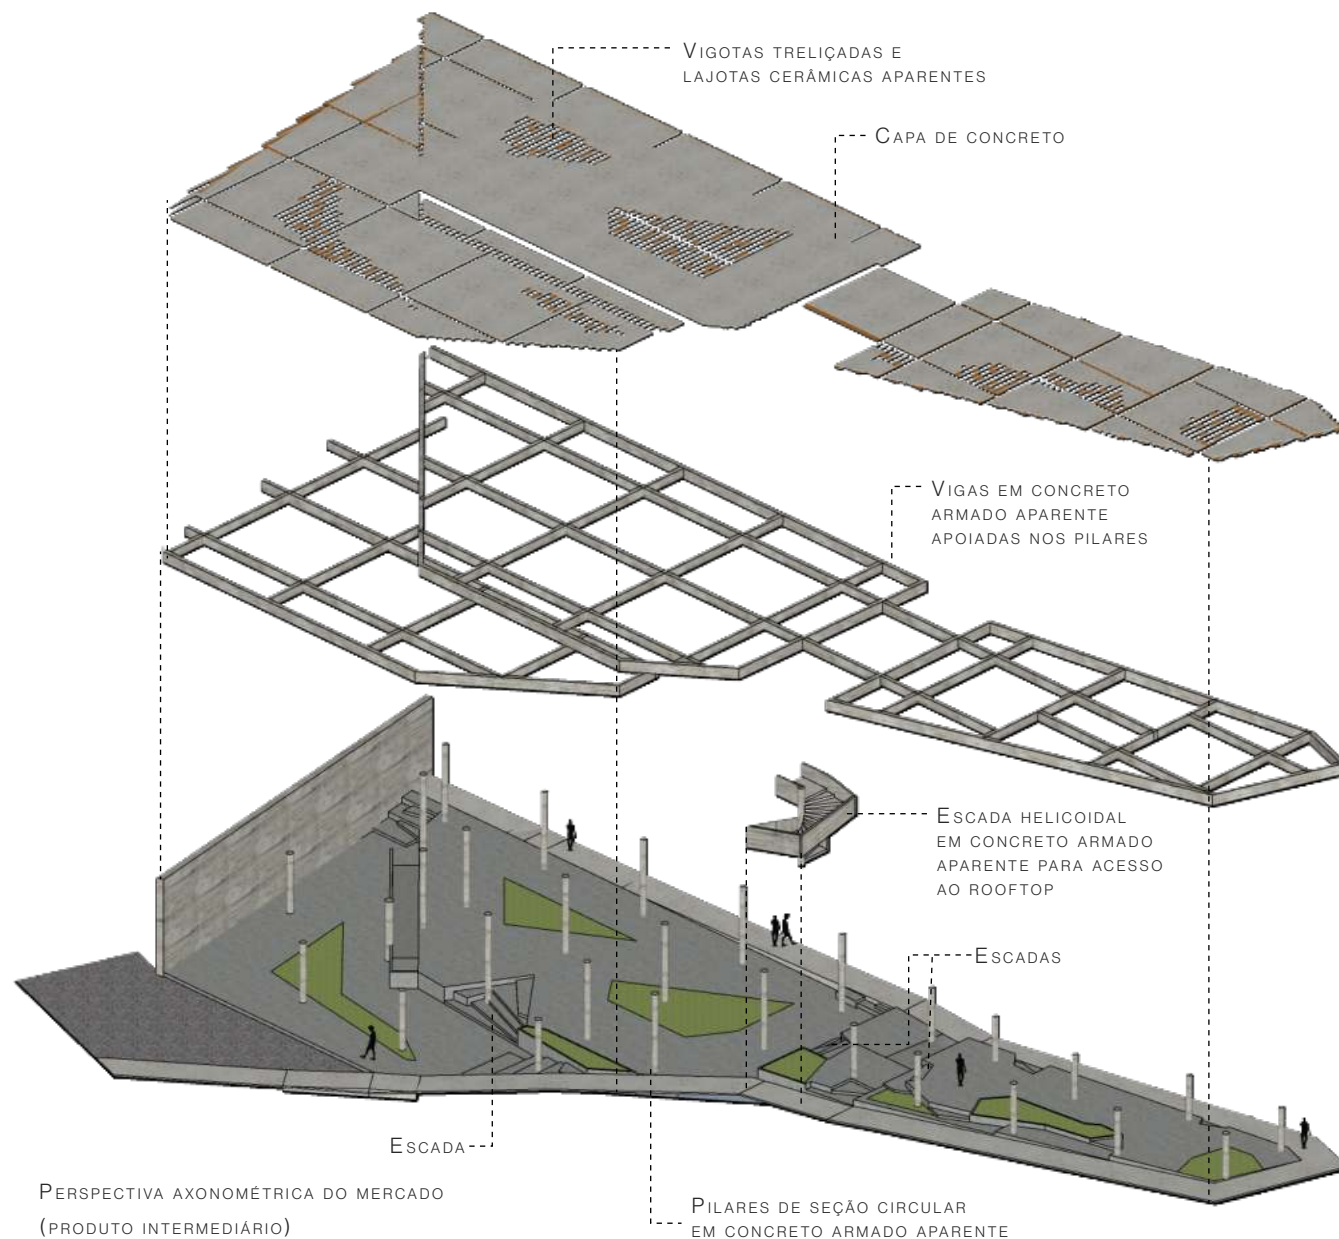 Vigotas treliçadas e
lajotas cerâmicas aparentes
Capa de concreto
Vigas em concreto
armado aparente
apoiadas nos pilares
Escada helicoidal
em concreto armado
aparente para acesso
ao rooftop
Escadas
Escada
Perspectiva axonométrica do mercado
(produto intermediário)
Pilares de seção circular
em concreto armado aparente